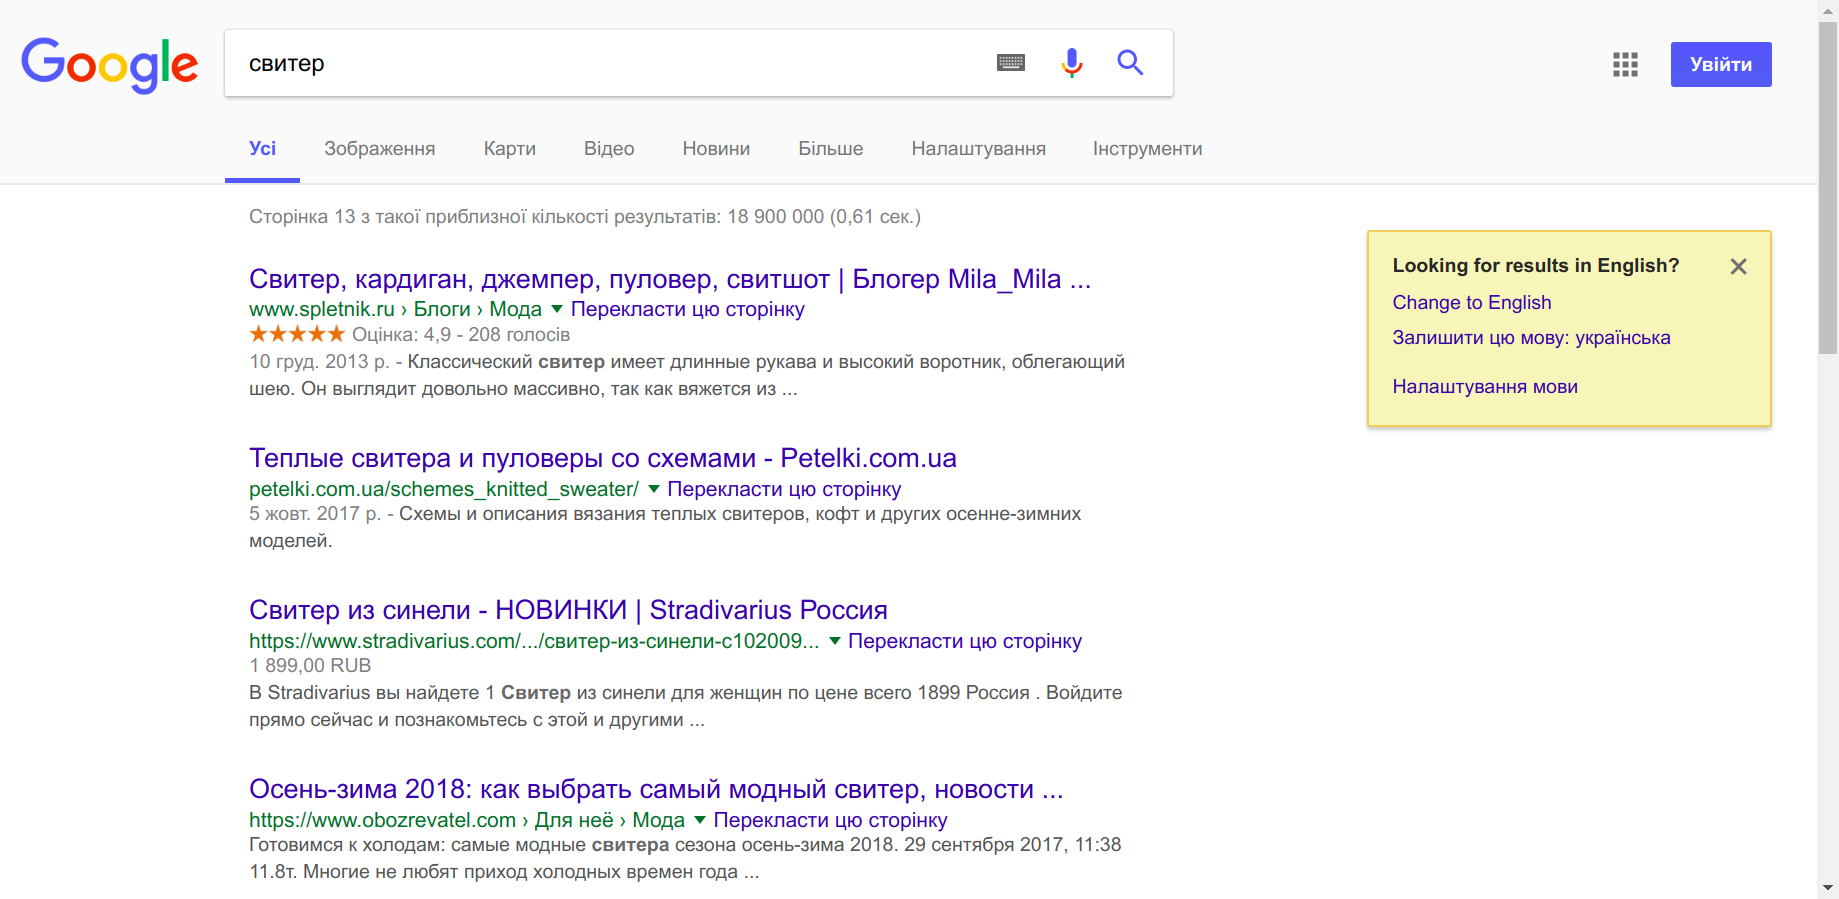 Google
свитер
Увійти
Усі Зображення Карти Відео Новини Більше Налаштування Інструменти
Сторінка 13 з такої приблизної кількості результатів: 18 900 000 (0,61 сек.)
Свитер, кардиган, джемпер, пуловер, свитшот | Блогер Mila_Mila ...
www.spletnik.ru › Блоги › Мода Перекласти цю сторінку
Оцінка: 4,9 - 208 голосів
10 груд. 2013 р. - Классический свитер имеет длинные рукава и высокий воротник, облегающий
шею. Он выглядит довольно массивно, так как вяжется из ...
Теплые свитера и пуловеры со схемами - Petelki.com.ua
petelki.com.ua/schemes_knitted_sweater/ Перекласти цю сторінку
5 жовт. 2017 р. - Схемы и описания вязания теплых свитеров, кофт и других осенне-зимних
моделей.
Свитер из синели - НОВИНКИ | Stradivarius Россия
https://www.stradivarius.com/.../свитер-из-синели-c102009... Перекласти цю сторінку
1 899,00 RUB
В Stradivarius вы найдете 1 Свитер из синели для женщин по цене всего 1899 Россия . Войдите
прямо сейчас и познакомьтесь с этой и другими ...
Осень-зима 2018: как выбрать самый модный свитер, новости ...
https://www.obozrevatel.com › Для неё › Мода Перекласти цю сторінку
Готовимся к холодам: самые модные свитера сезона осень-зима 2018. 29 сентября 2017, 11:38
11.8т. Многие не любят приход холодных времен года ...
Looking for results in English?
Change to English
Залишити цю мову: українська
Налаштування мови